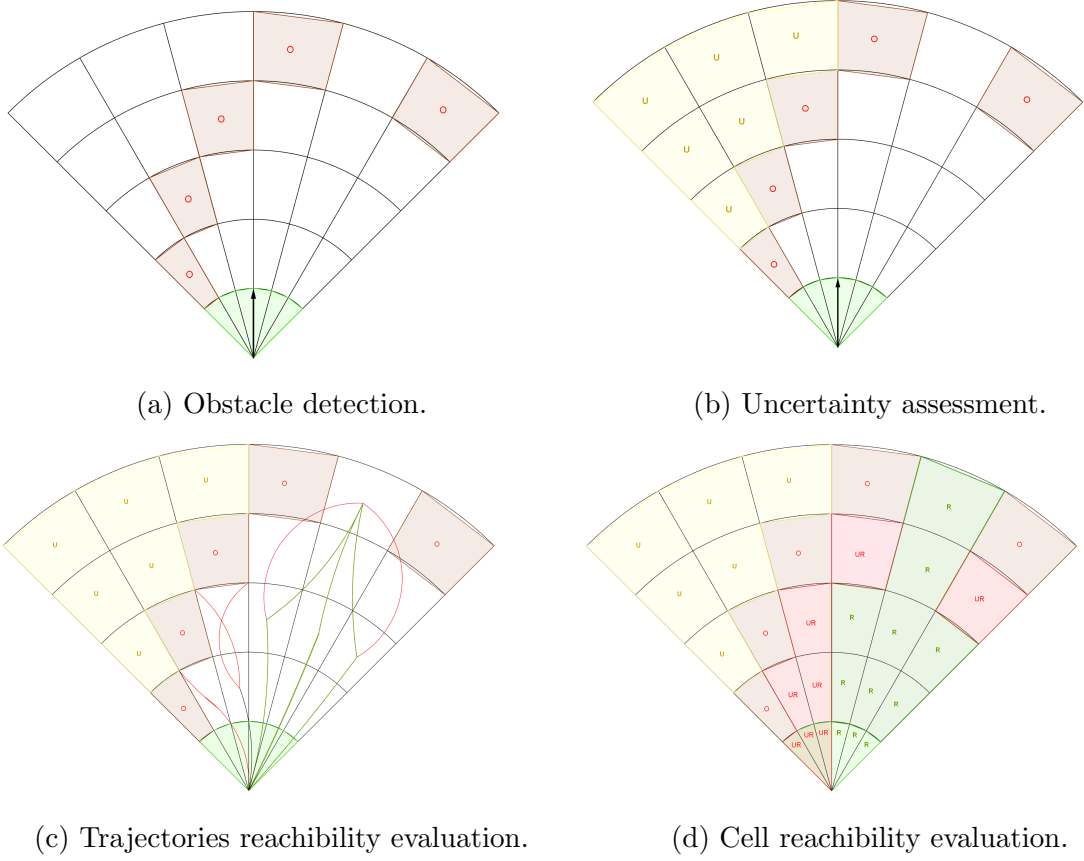 O
O
O
O
O
(a) Obstacle detection.
U
U
U
U
U
U
O
O
O
O
O
(b) Uncertainty assessment.
U
U
U
U
U
U
O
O
O
O
O
(c) Trajectories reachibility evaluation.
U
U
U
O
R
O
U
U
O
UR
R
UR
U
O
UR
R
R
R
O
UR
UR
R
R
R
UR
UR
UR
R
R
R
(d) Cell reachibility evaluation.